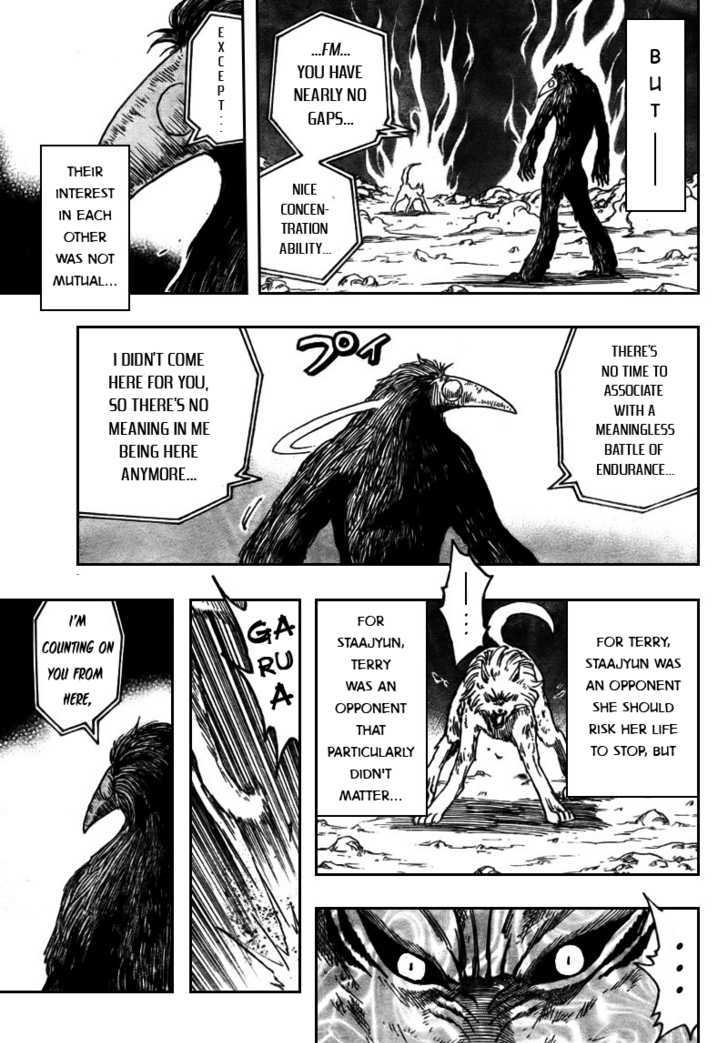 BUT—
...FM...
YOU HAVE
NEARLY NO
GAPS...
NICE
CONCEN-
TRATION
ABILITY...
EXCEPT...
THEIR
INTEREST
IN EACH
OTHER
WAS NOT
MUTUAL...
THERE'S
NO TIME TO
ASSOCIATE
WITH A
MEANINGLESS
BATTLE OF
ENDURANCE...
プイ
I DIDN'T COME
HERE FOR YOU,
SO THERE'S NO
MEANING IN ME
BEING HERE
ANYMORE...
FOR TERRY,
STAAJYUN WAS
AN OPPONENT
SHE SHOULD
RISK HER LIFE
TO STOP, BUT
—...
FOR
STAAJYUN,
TERRY
WAS AN
OPPONENT
THAT
PARTICULARLY
DIDN'T
MATTER...
GA
RU
A
I'M
COUNTING ON
YOU FROM
HERE,
....